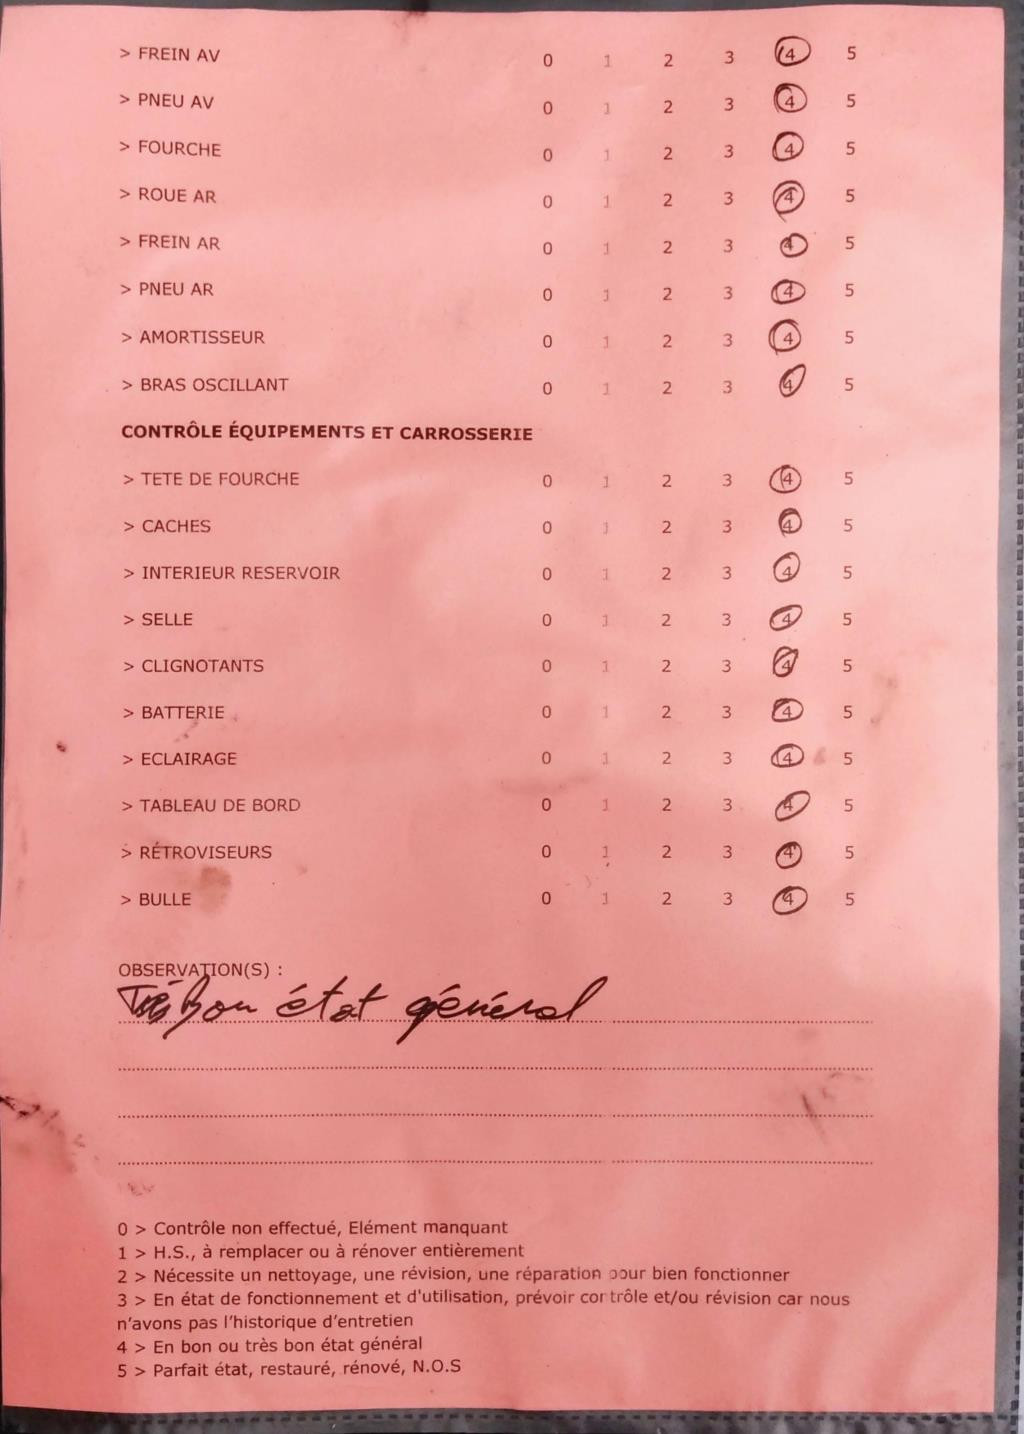 > FREIN AV 0 1 2 3 4 5
> PNEU AV 0 1 2 3 4 5
> FOURCHE 0 1 2 3 4 5
> ROUE AR 0 1 2 3 4 5
> FREIN AR 0 1 2 3 4 5
> PNEU AR 0 1 2 3 4 5
> AMORTISSEUR 0 1 2 3 4 5
> BRAS OSCILLANT 0 1 2 3 4 5
CONTRÔLE ÉQUIPEMENTS ET CARROSSERIE
> TETE DE FOURCHE 0 1 2 3 4 5
> CACHES 0 1 2 3 4 5
> INTERIEUR RESERVOIR 0 1 2 3 4 5
> SELLE 0 1 2 3 4 5
> CLIGNOTANTS 0 1 2 3 4 5
> BATTERIE 0 1 2 3 4 5
> ECLAIRAGE 0 1 2 3 4 5
> TABLEAU DE BORD 0 1 2 3 4 5
> RÉTROVISEURS 0 1 2 3 4 5
> BULLE 0 1 2 3 4 5
OBSERVATION(S) :
Très Bon état général
0 > Contrôle non effectué, Elément manquant
1 > H.S., à remplacer ou à rénover entièrement
2 > Nécessite un nettoyage, une révision, une réparation pour bien fonctionner
3 > En état de fonctionnement et d'utilisation, prévoir contrôle et/ou révision car nous
n'avons pas l'historique d'entretien
4 > En bon ou très bon état général
5 > Parfait état, restauré, rénové, N.O.S